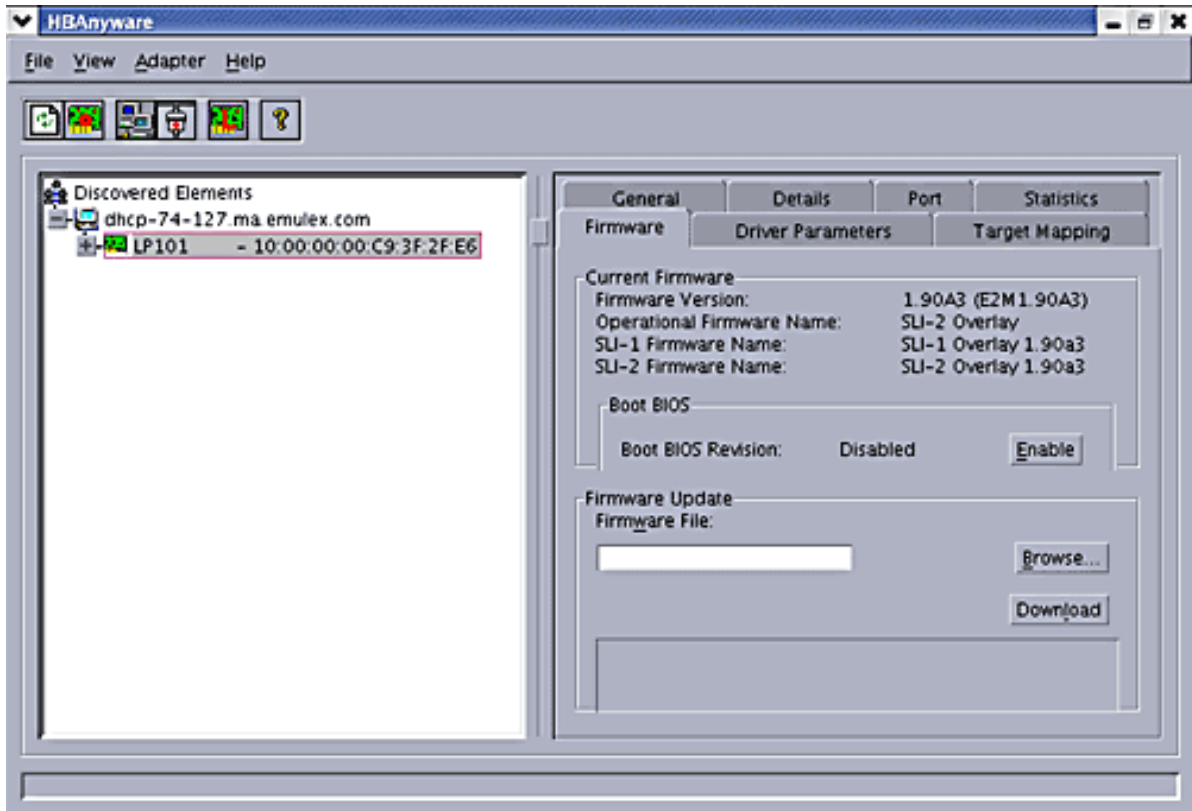 HBAnyware
File View Adapter Help
Discovered Elements
dhcp-74-127.ma.emulex.com
LP101 - 10:00:00:00:C9:3F:2F:E6
General Details Port Statistics
Firmware Driver Parameters Target Mapping
Current Firmware
Firmware Version: 1.90A3 (E2M1.90A3)
Operational Firmware Name: SLI-2 Overlay
SLI-1 Firmware Name: SLI-1 Overlay 1.90a3
SLI-2 Firmware Name: SLI-2 Overlay 1.90a3
Boot BIOS
Boot BIOS Revision: Disabled Enable
Firmware Update
Firmware File:
Browse...
Download